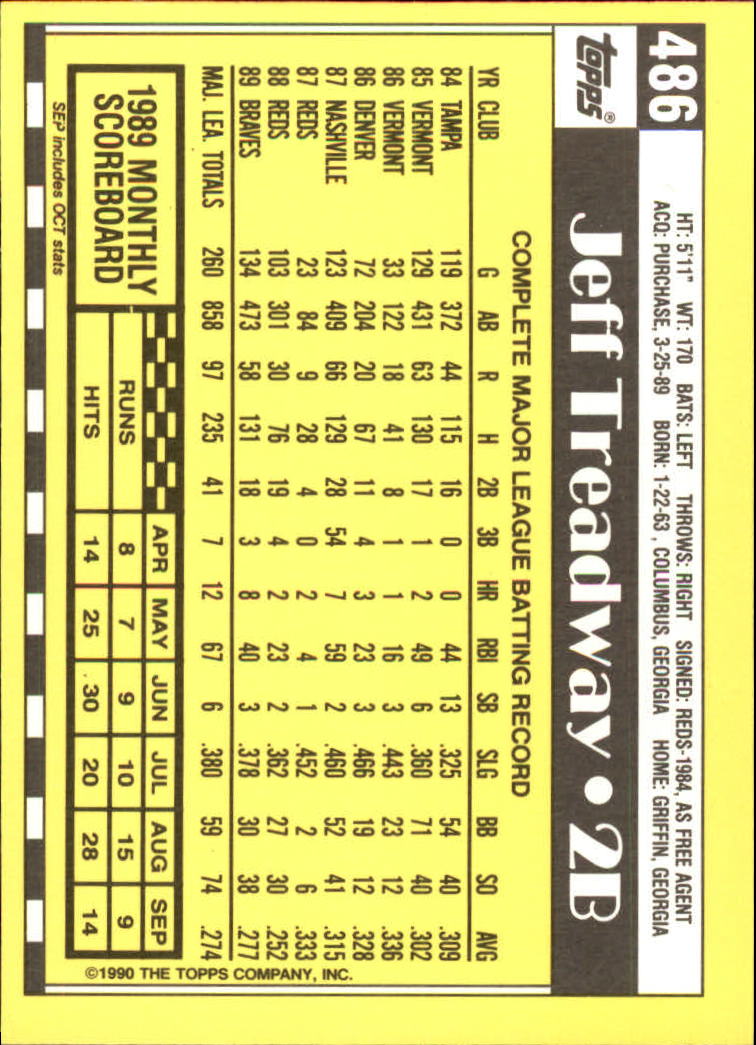 486
HT: 5'11" WT: 170 BATS: LEFT THROWS: RIGHT SIGNED: REDS-1984, AS FREE AGENT
ACQ: PURCHASE, 3-25-89 BORN: 1-22-63, COLUMBUS, GEORGIA HOME: GRIFFIN, GEORGIA
topps®
Jeff Treadway • 2B
COMPLETE MAJOR LEAGUE BATTING RECORD
YR CLUB G AB R H 2B 3B HR RBI SB SLG BB SO AVG
84 TAMPA 119 372 44 115 16 0 0 44 13 .325 54 40 .309
85 VERMONT 129 431 63 130 17 1 2 49 6 .360 71 40 .302
86 VERMONT 33 122 18 41 8 1 1 16 3 .443 23 12 .336
86 DENVER 72 204 20 67 11 4 3 23 3 .466 19 12 .328
87 NASHVILLE 123 409 66 129 28 54 7 59 2 .460 52 41 .315
87 REDS 23 84 9 28 4 0 2 4 1 .452 2 6 .333
88 REDS 103 301 30 76 19 4 2 23 2 .362 27 30 .252
89 BRAVES 134 473 58 131 18 3 8 40 3 .378 30 38 .277
MAJ. LEA. TOTALS 260 858 97 235 41 7 12 67 6 .380 59 74 .274
1989 MONTHLY
SCOREBOARD
APR MAY JUN JUL AUG SEP
RUNS 8 7 9 10 15 9
HITS 14 25 30 20 28 14
SEP includes OCT stats
©1990 THE TOPPS COMPANY, INC.